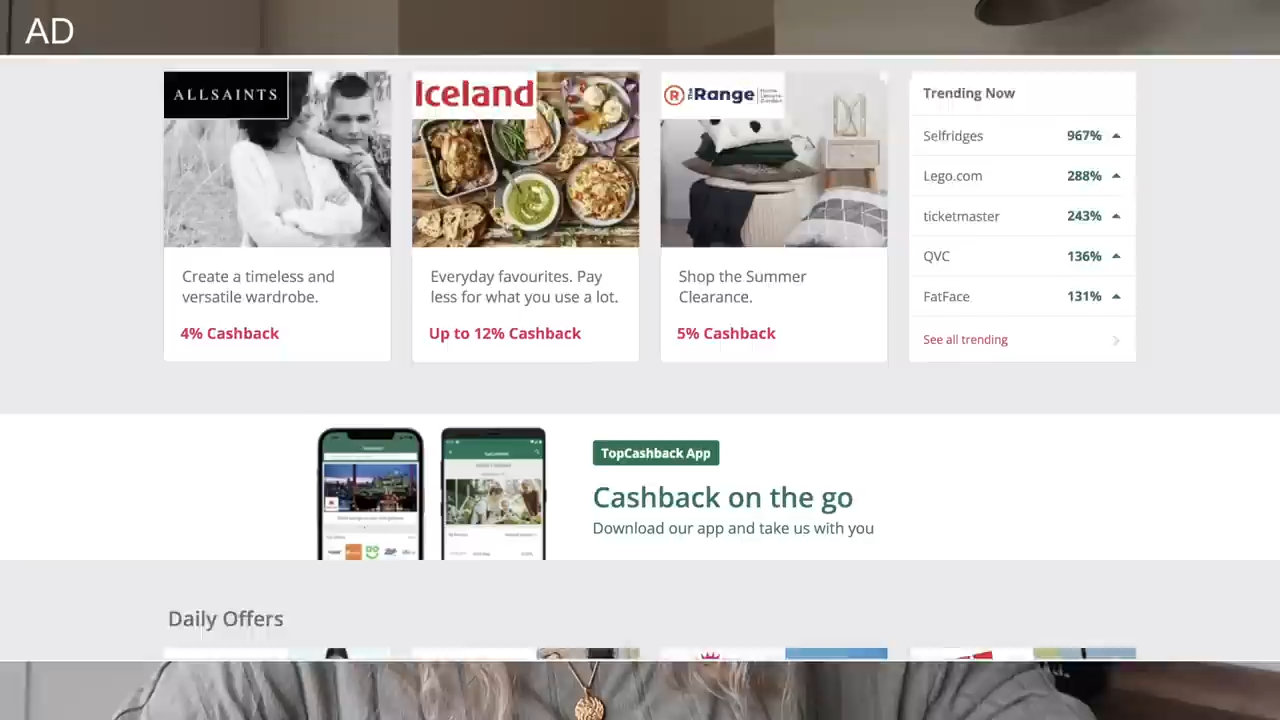 AD
ALLSAINTS
Create a timeless and
versatile wardrobe.
4% Cashback
Iceland
Everyday favourites. Pay
less for what you use a lot.
Up to 12% Cashback
The Range
Home
Leisure
Garden
Shop the Summer
Clearance.
5% Cashback
Trending Now
Selfridges 967%
Lego.com 288%
ticketmaster 243%
QVC 136%
FatFace 131%
See all trending
TopCashback App
Cashback on the go
Download our app and take us with you
Daily Offers